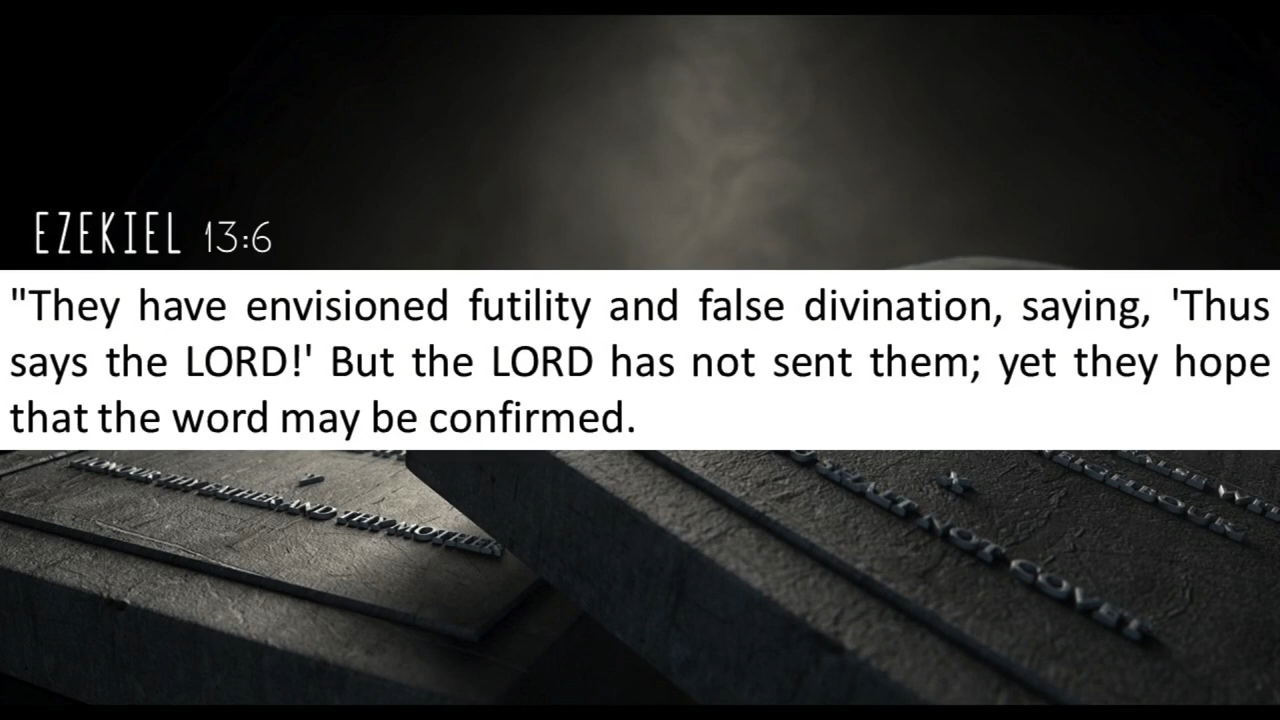 EZEKIEL 13:6
"They have envisioned futility and false divination, saying, 'Thus
says the LORD!' But the LORD has not sent them; yet they hope
that the word may be confirmed.
HONOUR THY FATHER AND THY MOTHER
X
NOT COVET